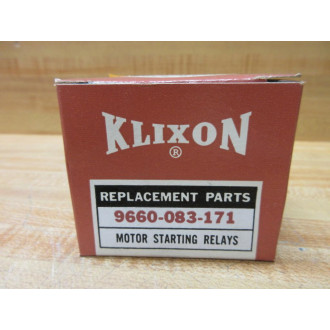 KLIXON
®
REPLACEMENT PARTS
9660-083-171
MOTOR STARTING RELAYS